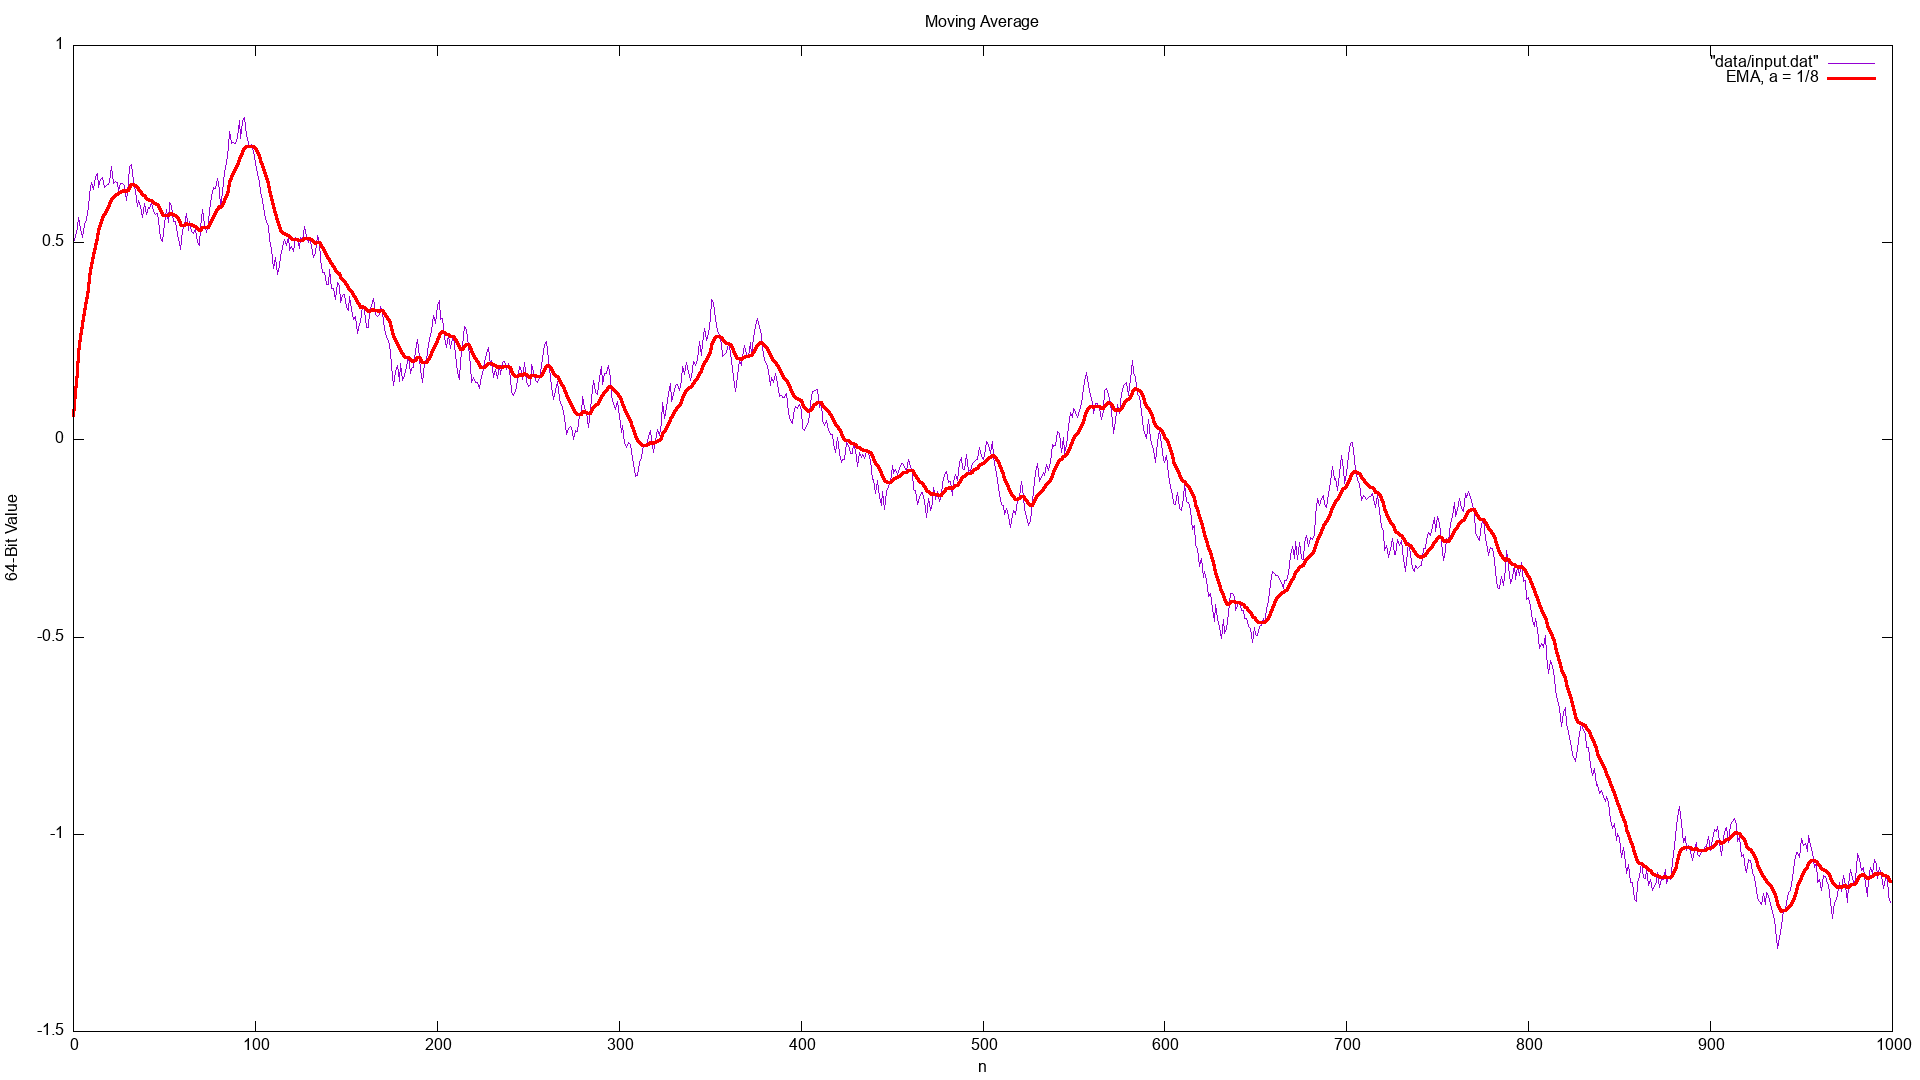 Moving Average
"data/input.dat"
EMA, a = 1/8
1
0.5
0
-0.5
-1
-1.5
64-Bit Value
0 100 200 300 400 500 600 700 800 900 1000
n